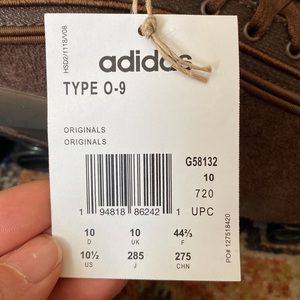 adidas
TYPE O-9
ORIGINALS
ORIGINALS
G58132
10
720
1 94818 86242 1 UPC
10 10 44⅔
D UK F
10½ 285 275
US J CHN
HSD2/1118/V08
PO# 127518420